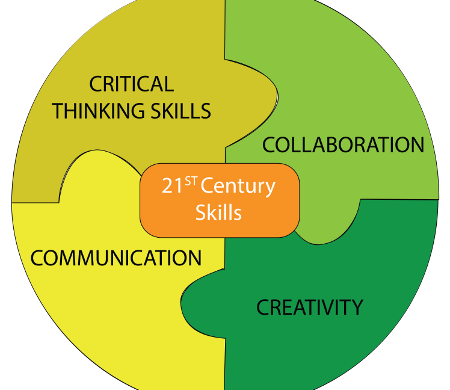 CRITICAL
THINKING SKILLS
COLLABORATION
21ST Century
Skills
COMMUNICATION
CREATIVITY